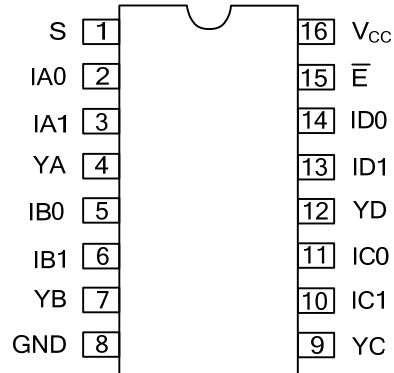 S 1 16 V_CC
IA0 2 15 E̅
IA1 3 14 ID0
YA 4 13 ID1
IB0 5 12 YD
IB1 6 11 IC0
YB 7 10 IC1
GND 8 9 YC